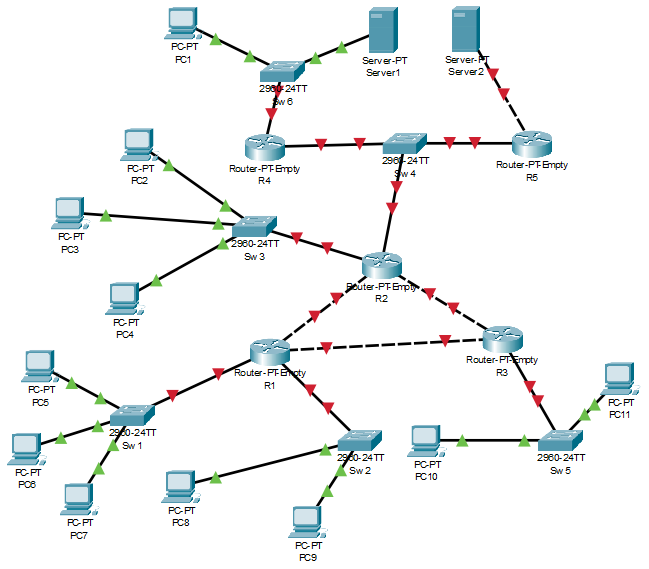 PC-PT
PC1
Server-PT
Server1
Server-PT
Server2
2960-24TT
Sw 6
Router-PT-Empty
R4
2960-24TT
Sw 4
Router-PT-Empty
R5
PC-PT
PC2
PC-PT
PC3
2960-24TT
Sw 3
PC-PT
PC4
Router-PT-Empty
R2
Router-PT-Empty
R1
Router-PT-Empty
R3
PC-PT
PC5
2960-24TT
Sw 1
PC-PT
PC6
PC-PT
PC7
PC-PT
PC8
2960-24TT
Sw 2
PC-PT
PC9
PC-PT
PC10
2960-24TT
Sw 5
PC-PT
PC11